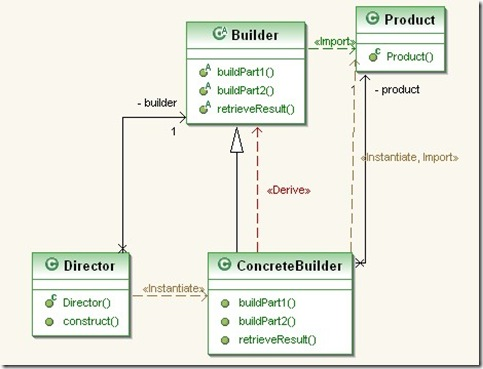 Builder
buildPart1()
buildPart2()
retrieveResult()
«Import»
Product
Product()
- builder
1
- product
1
«Instantiate, Import»
«Derive»
Director
Director()
construct()
«Instantiate»
ConcreteBuilder
buildPart1()
buildPart2()
retrieveResult()